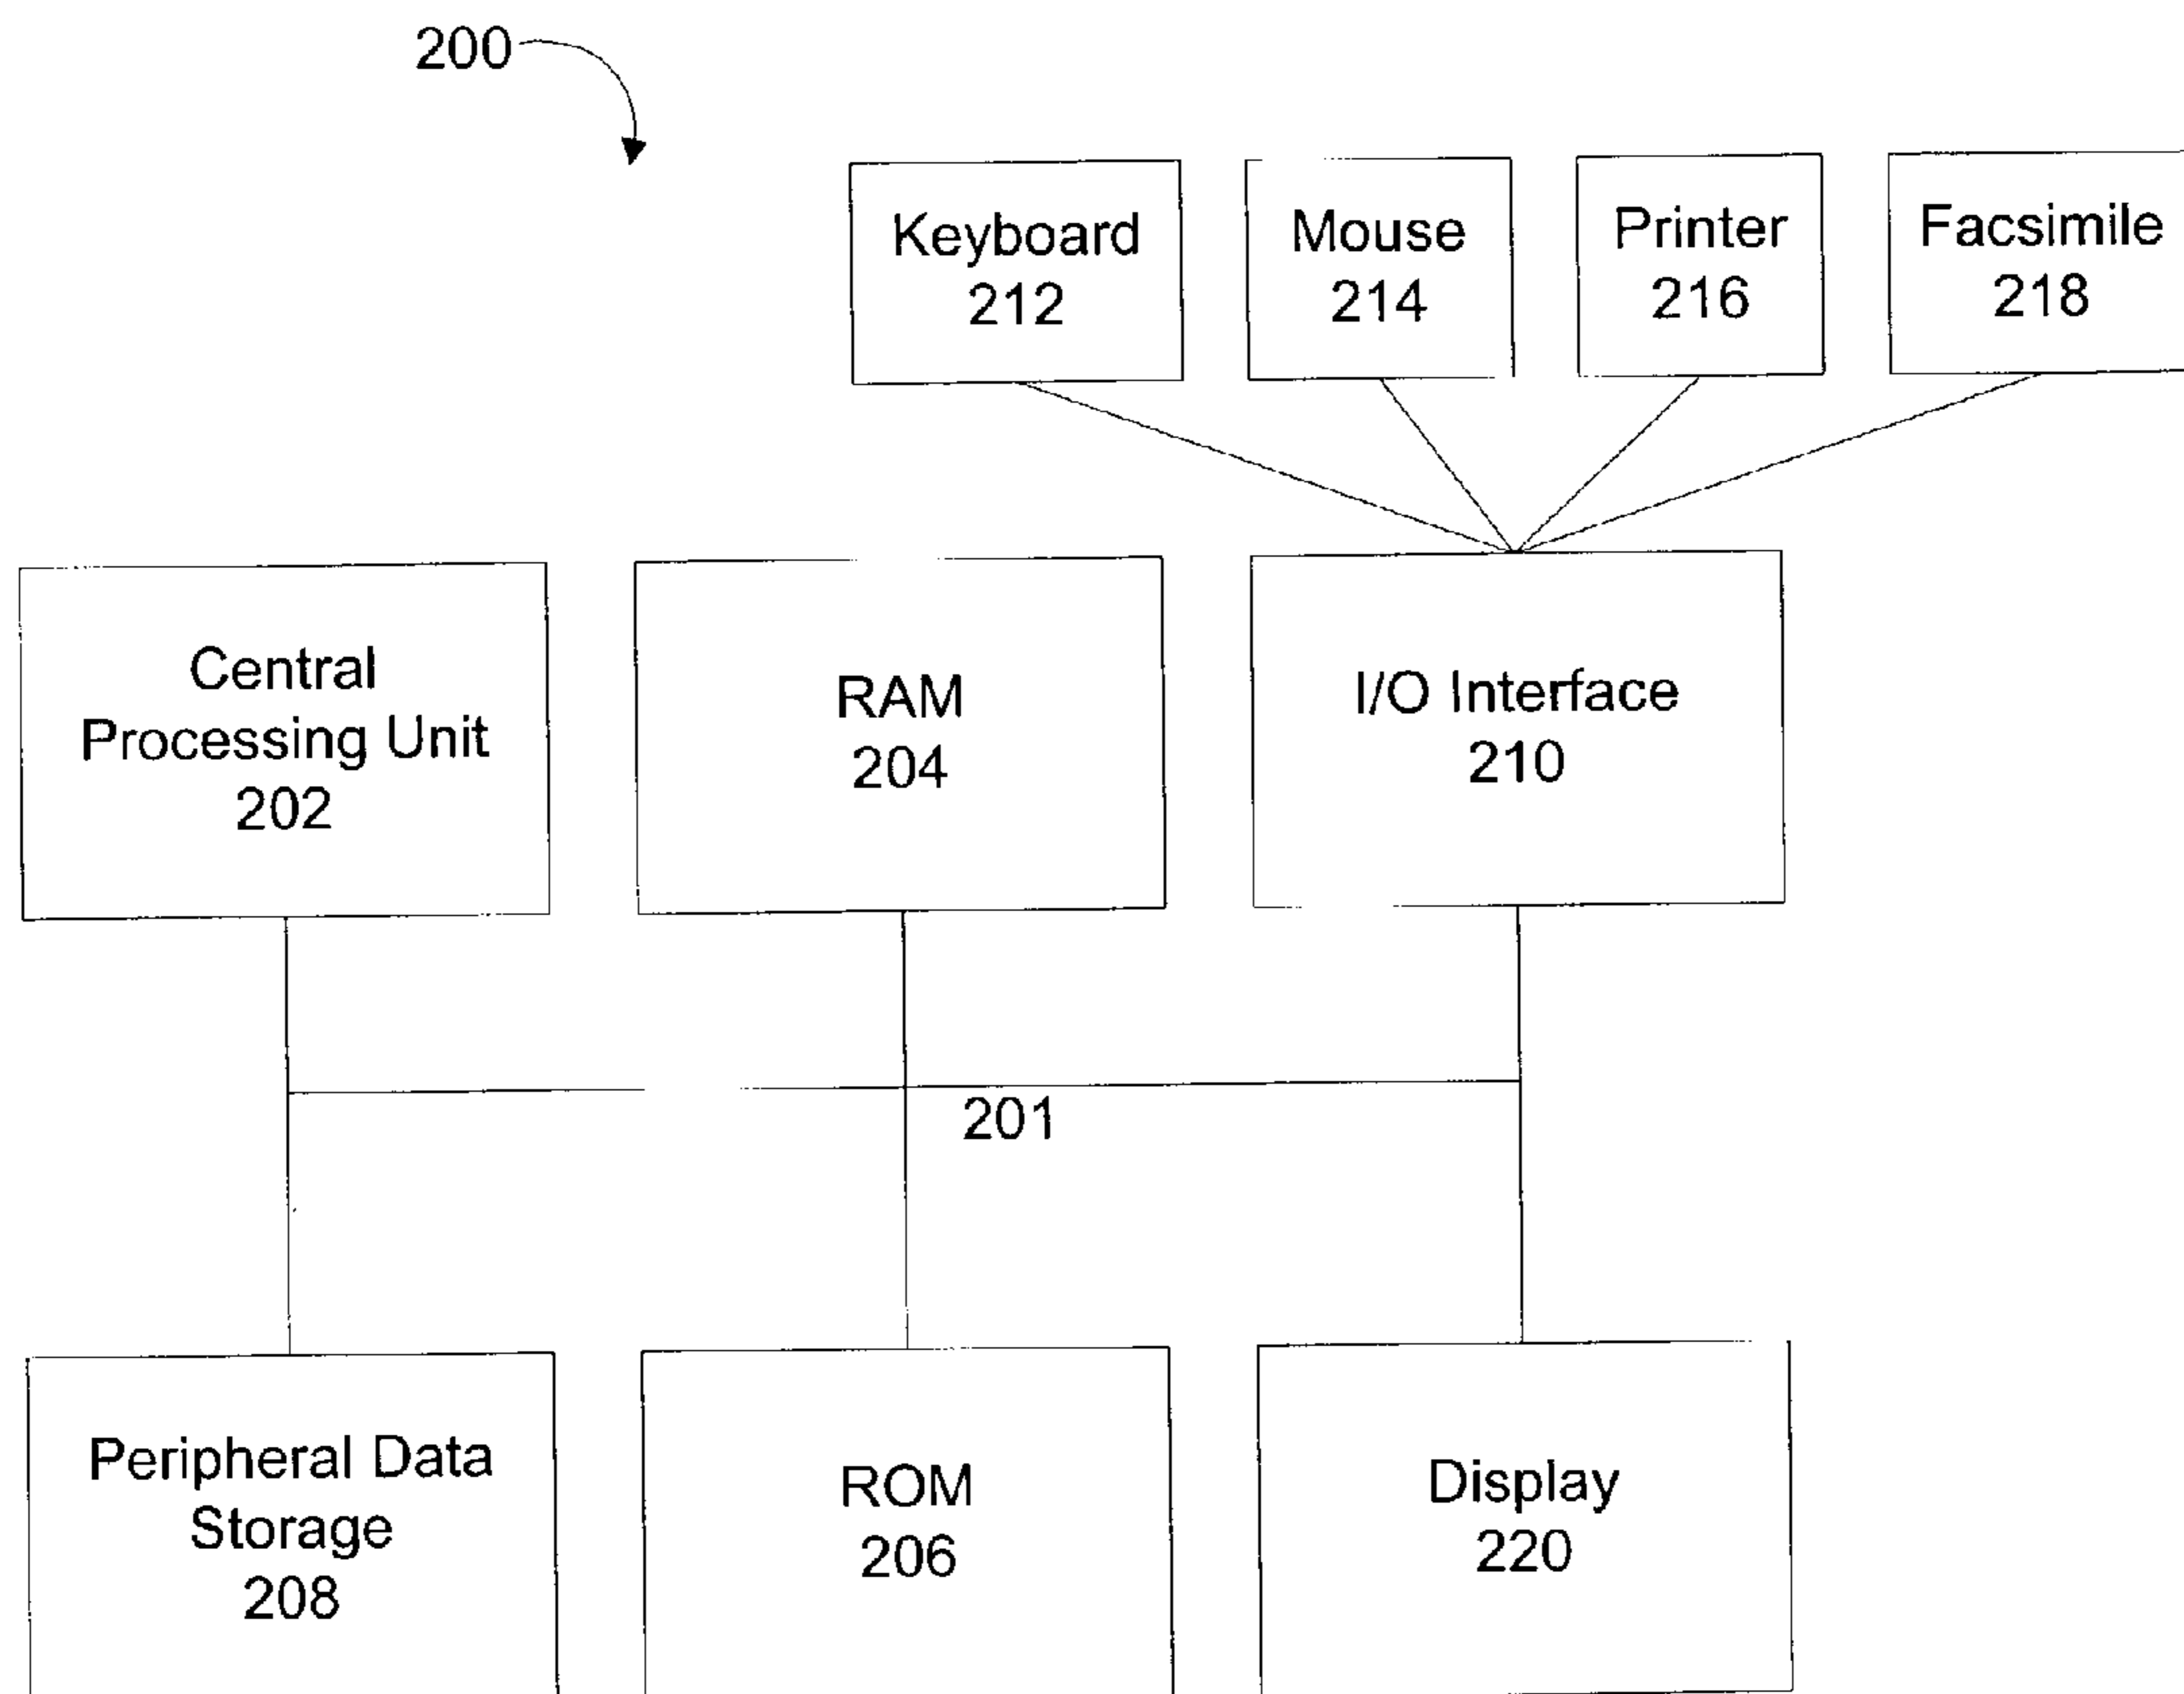 200
Keyboard
212
Mouse
214
Printer
216
Facsimile
218
Central
Processing Unit
202
RAM
204
I/O Interface
210
201
Peripheral Data
Storage
208
ROM
206
Display
220